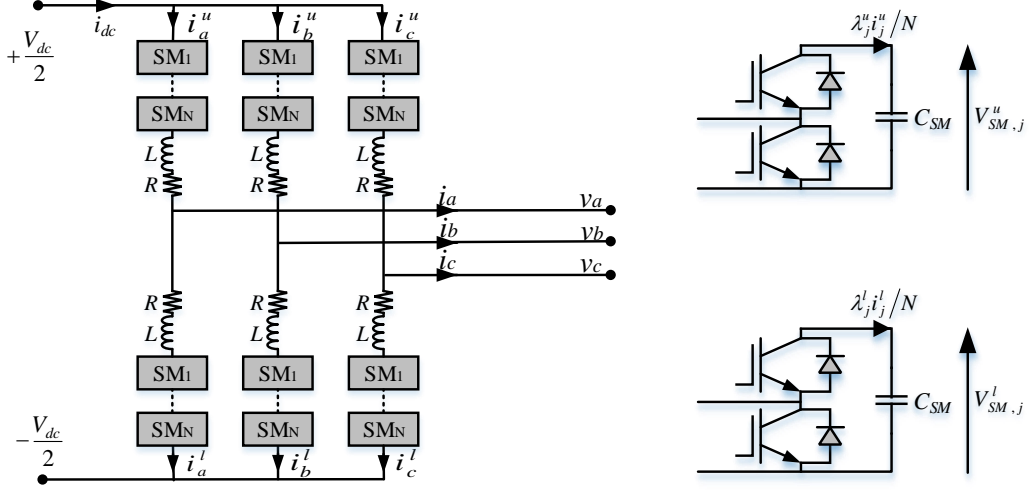 +V_dc/2
i_dc
i_a^u
i_b^u
i_c^u
SM1
SM1
SM1
SMN
SMN
SMN
L
L
L
R
R
R
i_a
v_a
i_b
v_b
i_c
v_c
R
R
R
L
L
L
SM1
SM1
SM1
SMN
SMN
SMN
-V_dc/2
i_a^l
i_b^l
i_c^l
λ_j^u i_j^u/N
C_SM
V_SM,j^u
λ_j^l i_j^l/N
C_SM
V_SM,j^l